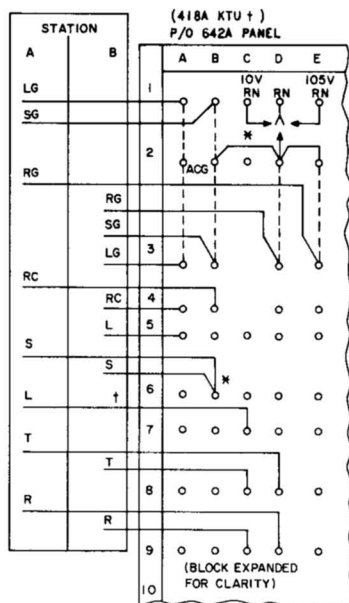 (418A KTU †)
P/O 642A PANEL
STATION
A B
A B C D E
10V RN
RN
105V RN
LG
1
SG
*
2
ACG
RG
RG
SG
3
LG
RC
RC 4
L 5
S
S
*
6
L †
7
T
T
8
R
R
9
(BLOCK EXPANDED
FOR CLARITY)
10